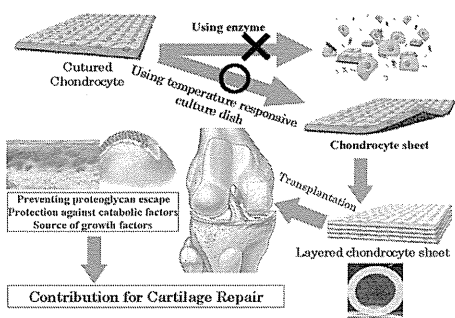 Using enzyme
Cutured
Chondrocyte
Using temperature responsive
culture dish
Chondrocyte sheet
Preventing proteoglycan escape
Protection against catabolic factors
Source of growth factors
Transplantation
Layered chondrocyte sheet
Contribution for Cartilage Repair